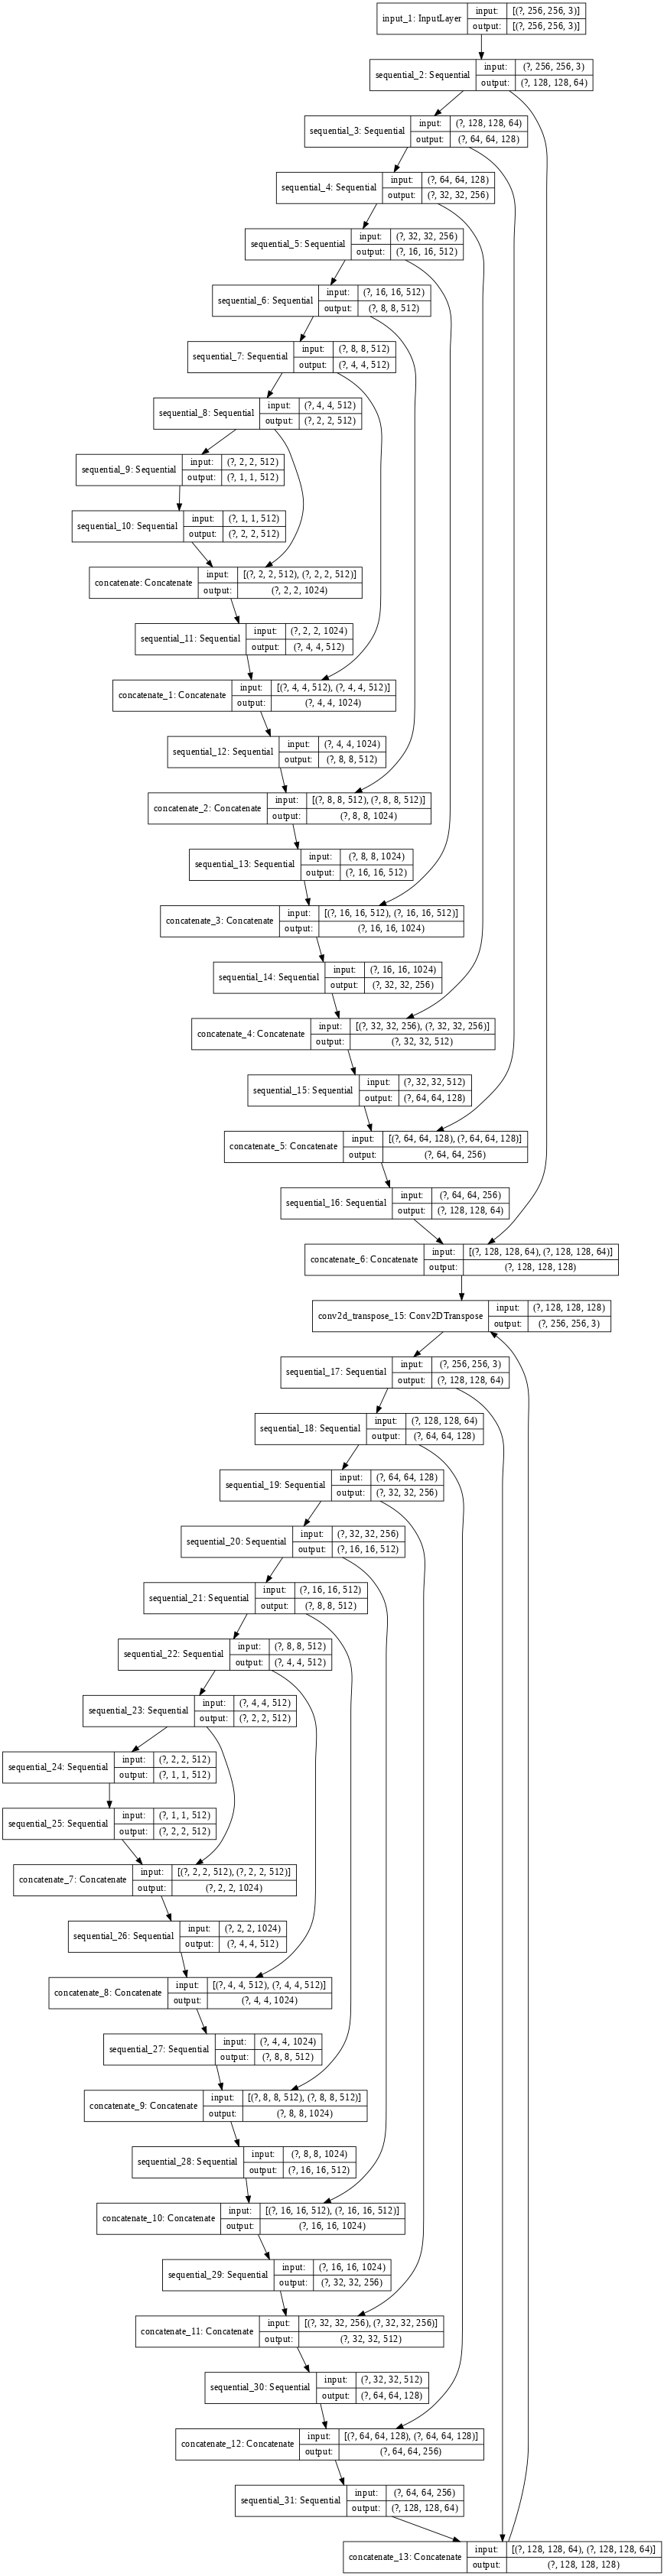 input_1: InputLayer
input: [(?, 256, 256, 3)]
output: [(?, 256, 256, 3)]
sequential_2: Sequential
input: (?, 256, 256, 3)
output: (?, 128, 128, 64)
sequential_3: Sequential
input: (?, 128, 128, 64)
output: (?, 64, 64, 128)
sequential_4: Sequential
input: (?, 64, 64, 128)
output: (?, 32, 32, 256)
sequential_5: Sequential
input: (?, 32, 32, 256)
output: (?, 16, 16, 512)
sequential_6: Sequential
input: (?, 16, 16, 512)
output: (?, 8, 8, 512)
sequential_7: Sequential
input: (?, 8, 8, 512)
output: (?, 4, 4, 512)
sequential_8: Sequential
input: (?, 4, 4, 512)
output: (?, 2, 2, 512)
sequential_9: Sequential
input: (?, 2, 2, 512)
output: (?, 1, 1, 512)
sequential_10: Sequential
input: (?, 1, 1, 512)
output: (?, 2, 2, 512)
concatenate: Concatenate
input: [(?, 2, 2, 512), (?, 2, 2, 512)]
output: (?, 2, 2, 1024)
sequential_11: Sequential
input: (?, 2, 2, 1024)
output: (?, 4, 4, 512)
concatenate_1: Concatenate
input: [(?, 4, 4, 512), (?, 4, 4, 512)]
output: (?, 4, 4, 1024)
sequential_12: Sequential
input: (?, 4, 4, 1024)
output: (?, 8, 8, 512)
concatenate_2: Concatenate
input: [(?, 8, 8, 512), (?, 8, 8, 512)]
output: (?, 8, 8, 1024)
sequential_13: Sequential
input: (?, 8, 8, 1024)
output: (?, 16, 16, 512)
concatenate_3: Concatenate
input: [(?, 16, 16, 512), (?, 16, 16, 512)]
output: (?, 16, 16, 1024)
sequential_14: Sequential
input: (?, 16, 16, 1024)
output: (?, 32, 32, 256)
concatenate_4: Concatenate
input: [(?, 32, 32, 256), (?, 32, 32, 256)]
output: (?, 32, 32, 512)
sequential_15: Sequential
input: (?, 32, 32, 512)
output: (?, 64, 64, 128)
concatenate_5: Concatenate
input: [(?, 64, 64, 128), (?, 64, 64, 128)]
output: (?, 64, 64, 256)
sequential_16: Sequential
input: (?, 64, 64, 256)
output: (?, 128, 128, 64)
concatenate_6: Concatenate
input: [(?, 128, 128, 64), (?, 128, 128, 64)]
output: (?, 128, 128, 128)
conv2d_transpose_15: Conv2DTranspose
input: (?, 128, 128, 128)
output: (?, 256, 256, 3)
sequential_17: Sequential
input: (?, 256, 256, 3)
output: (?, 128, 128, 64)
sequential_18: Sequential
input: (?, 128, 128, 64)
output: (?, 64, 64, 128)
sequential_19: Sequential
input: (?, 64, 64, 128)
output: (?, 32, 32, 256)
sequential_20: Sequential
input: (?, 32, 32, 256)
output: (?, 16, 16, 512)
sequential_21: Sequential
input: (?, 16, 16, 512)
output: (?, 8, 8, 512)
sequential_22: Sequential
input: (?, 8, 8, 512)
output: (?, 4, 4, 512)
sequential_23: Sequential
input: (?, 4, 4, 512)
output: (?, 2, 2, 512)
sequential_24: Sequential
input: (?, 2, 2, 512)
output: (?, 1, 1, 512)
sequential_25: Sequential
input: (?, 1, 1, 512)
output: (?, 2, 2, 512)
concatenate_7: Concatenate
input: [(?, 2, 2, 512), (?, 2, 2, 512)]
output: (?, 2, 2, 1024)
sequential_26: Sequential
input: (?, 2, 2, 1024)
output: (?, 4, 4, 512)
concatenate_8: Concatenate
input: [(?, 4, 4, 512), (?, 4, 4, 512)]
output: (?, 4, 4, 1024)
sequential_27: Sequential
input: (?, 4, 4, 1024)
output: (?, 8, 8, 512)
concatenate_9: Concatenate
input: [(?, 8, 8, 512), (?, 8, 8, 512)]
output: (?, 8, 8, 1024)
sequential_28: Sequential
input: (?, 8, 8, 1024)
output: (?, 16, 16, 512)
concatenate_10: Concatenate
input: [(?, 16, 16, 512), (?, 16, 16, 512)]
output: (?, 16, 16, 1024)
sequential_29: Sequential
input: (?, 16, 16, 1024)
output: (?, 32, 32, 256)
concatenate_11: Concatenate
input: [(?, 32, 32, 256), (?, 32, 32, 256)]
output: (?, 32, 32, 512)
sequential_30: Sequential
input: (?, 32, 32, 512)
output: (?, 64, 64, 128)
concatenate_12: Concatenate
input: [(?, 64, 64, 128), (?, 64, 64, 128)]
output: (?, 64, 64, 256)
sequential_31: Sequential
input: (?, 64, 64, 256)
output: (?, 128, 128, 64)
concatenate_13: Concatenate
input: [(?, 128, 128, 64), (?, 128, 128, 64)]
output: (?, 128, 128, 128)